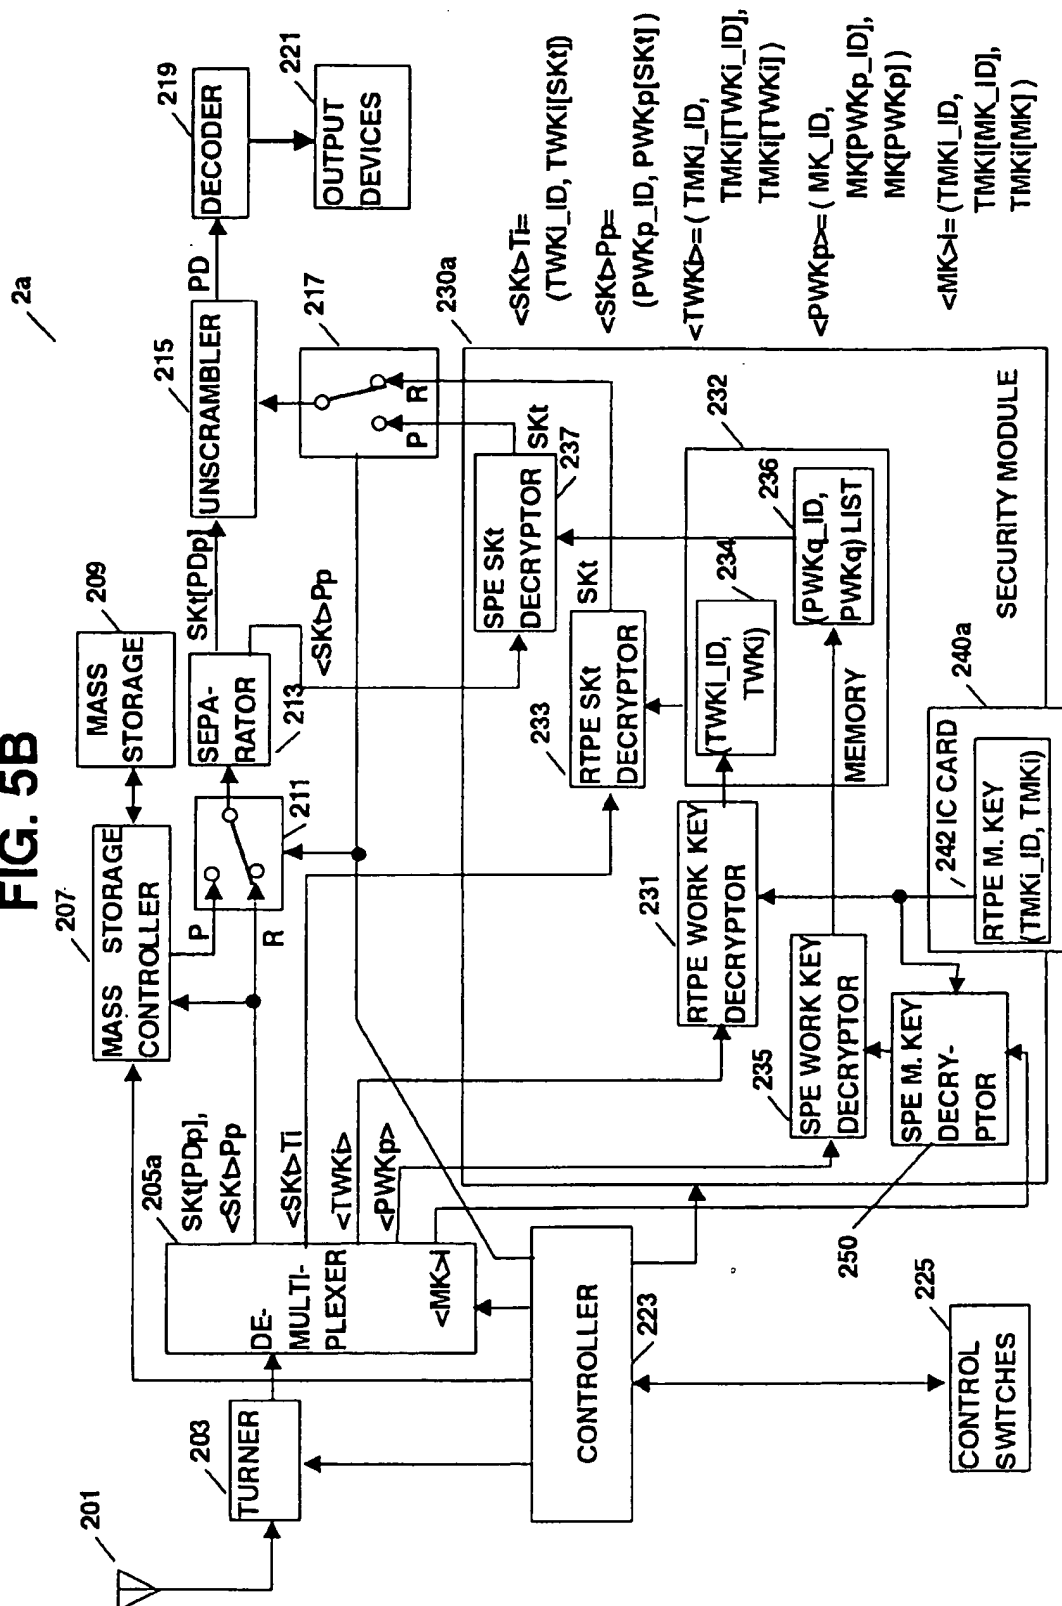 FIG. 5B
2a
201
203
TURNER
205a
DE-
MULTI-
PLEXER
<MK>i
SKt[PDp],
<SKt>Pp
<SKt>Ti
<TWKi>
<PWKp>
207
MASS STORAGE
CONTROLLER
209
MASS
STORAGE
P
R
211
SEPA-
RATOR
213
SKt[PDp]
<SKt>Pp
215
UNSCRAMBLER
PD
217
P
R
219
DECODER
221
OUTPUT
DEVICES
CONTROLLER
223
225
CONTROL
SWITCHES
230a
SPE SKt
DECRYPTOR
SKt
237
233
RTPE SKt
DECRYPTOR
SKt
232
234
(TWKi_ID,
TWKi)
236
(PWKq_ID,
PWKq) LIST
MEMORY
231
RTPE WORK KEY
DECRYPTOR
235
SPE WORK KEY
DECRYPTOR
SPE M. KEY
DECRY-
PTOR
250
240a
242 IC CARD
RTPE M. KEY
(TMKi_ID, TMKi)
SECURITY MODULE
<SKt>Ti=
(TWKi_ID, TWKi[SKt])
<SKt>Pp=
(PWKp_ID, PWKp[SKt])
<TWKi>=( TMKi_ID,
TMKi[TWKi_ID],
TMKi[TWKi])
<PWKp>=( MK_ID,
MK[PWKp_ID],
MK[PWKp])
<MK>i=(TMKi_ID,
TMKi[MK_ID],
TMKi[MK])